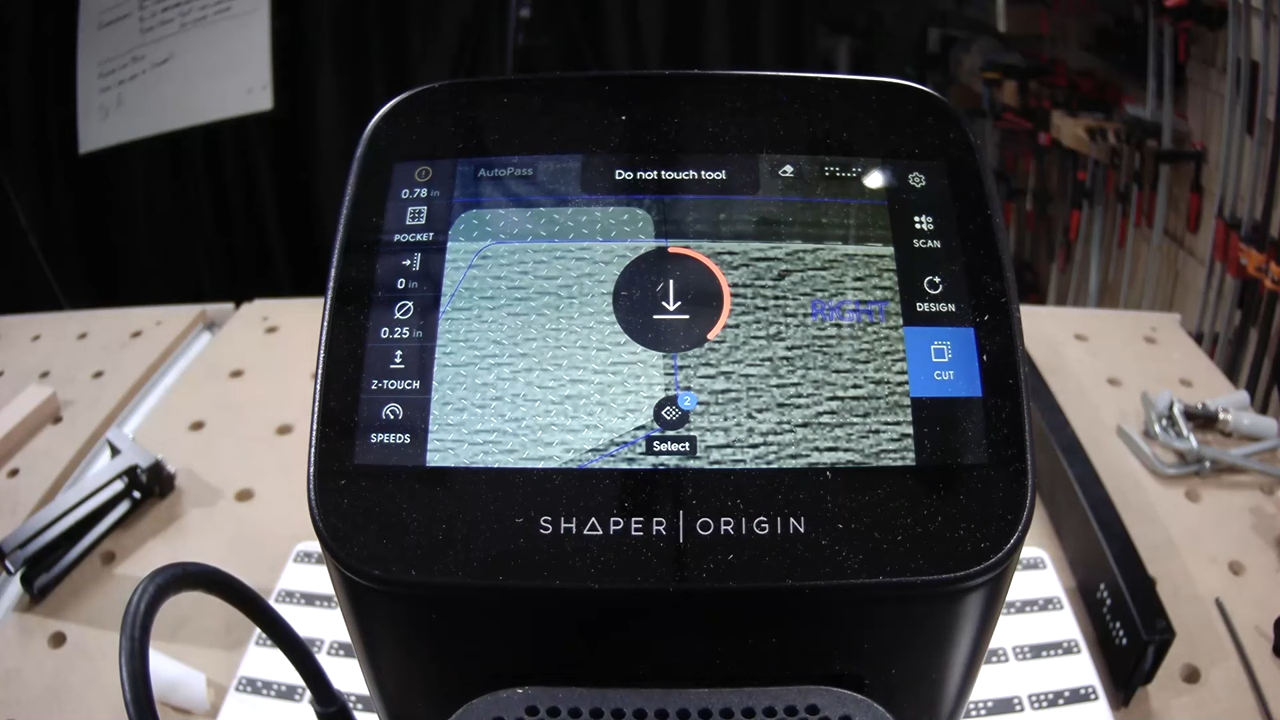 AutoPass
Do not touch tool
0.78 in
POCKET
0 in
0.25 in
Z-TOUCH
SPEEDS
RIGHT
2
Select
SCAN
DESIGN
CUT
SHAPER | ORIGIN